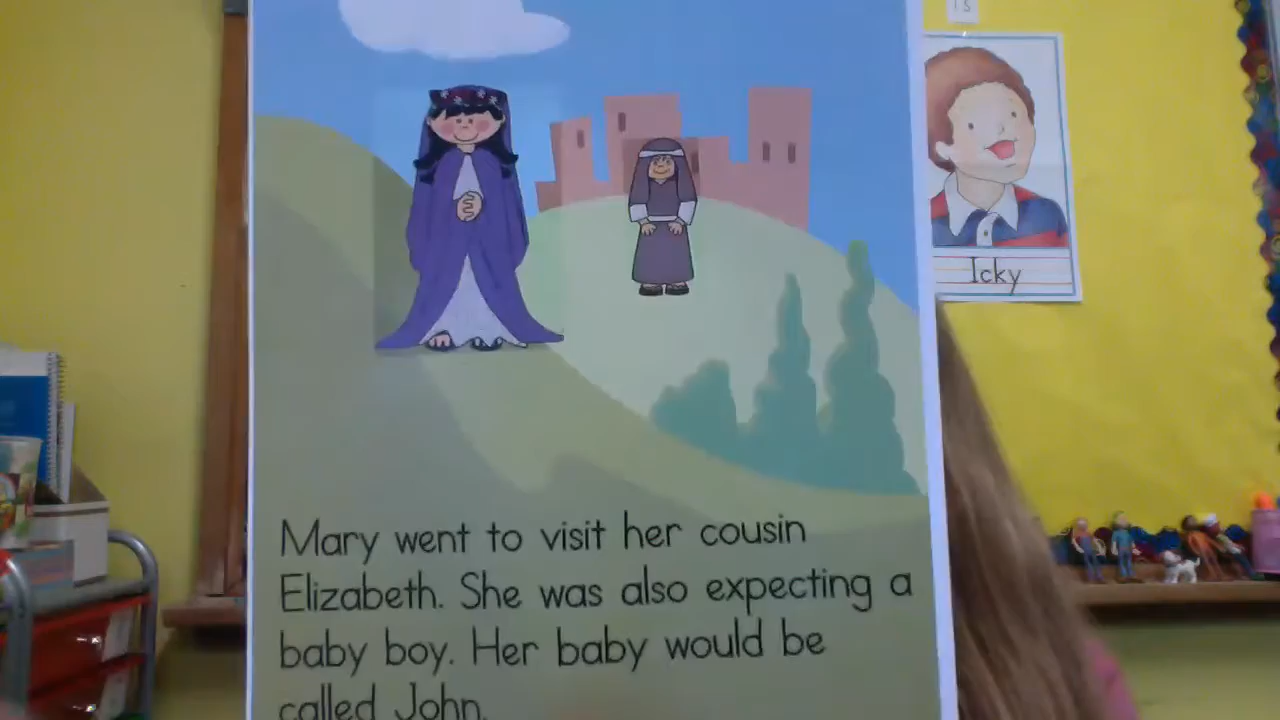 Mary went to visit her cousin
Elizabeth. She was also expecting a
baby boy. Her baby would be
called John.
Icky